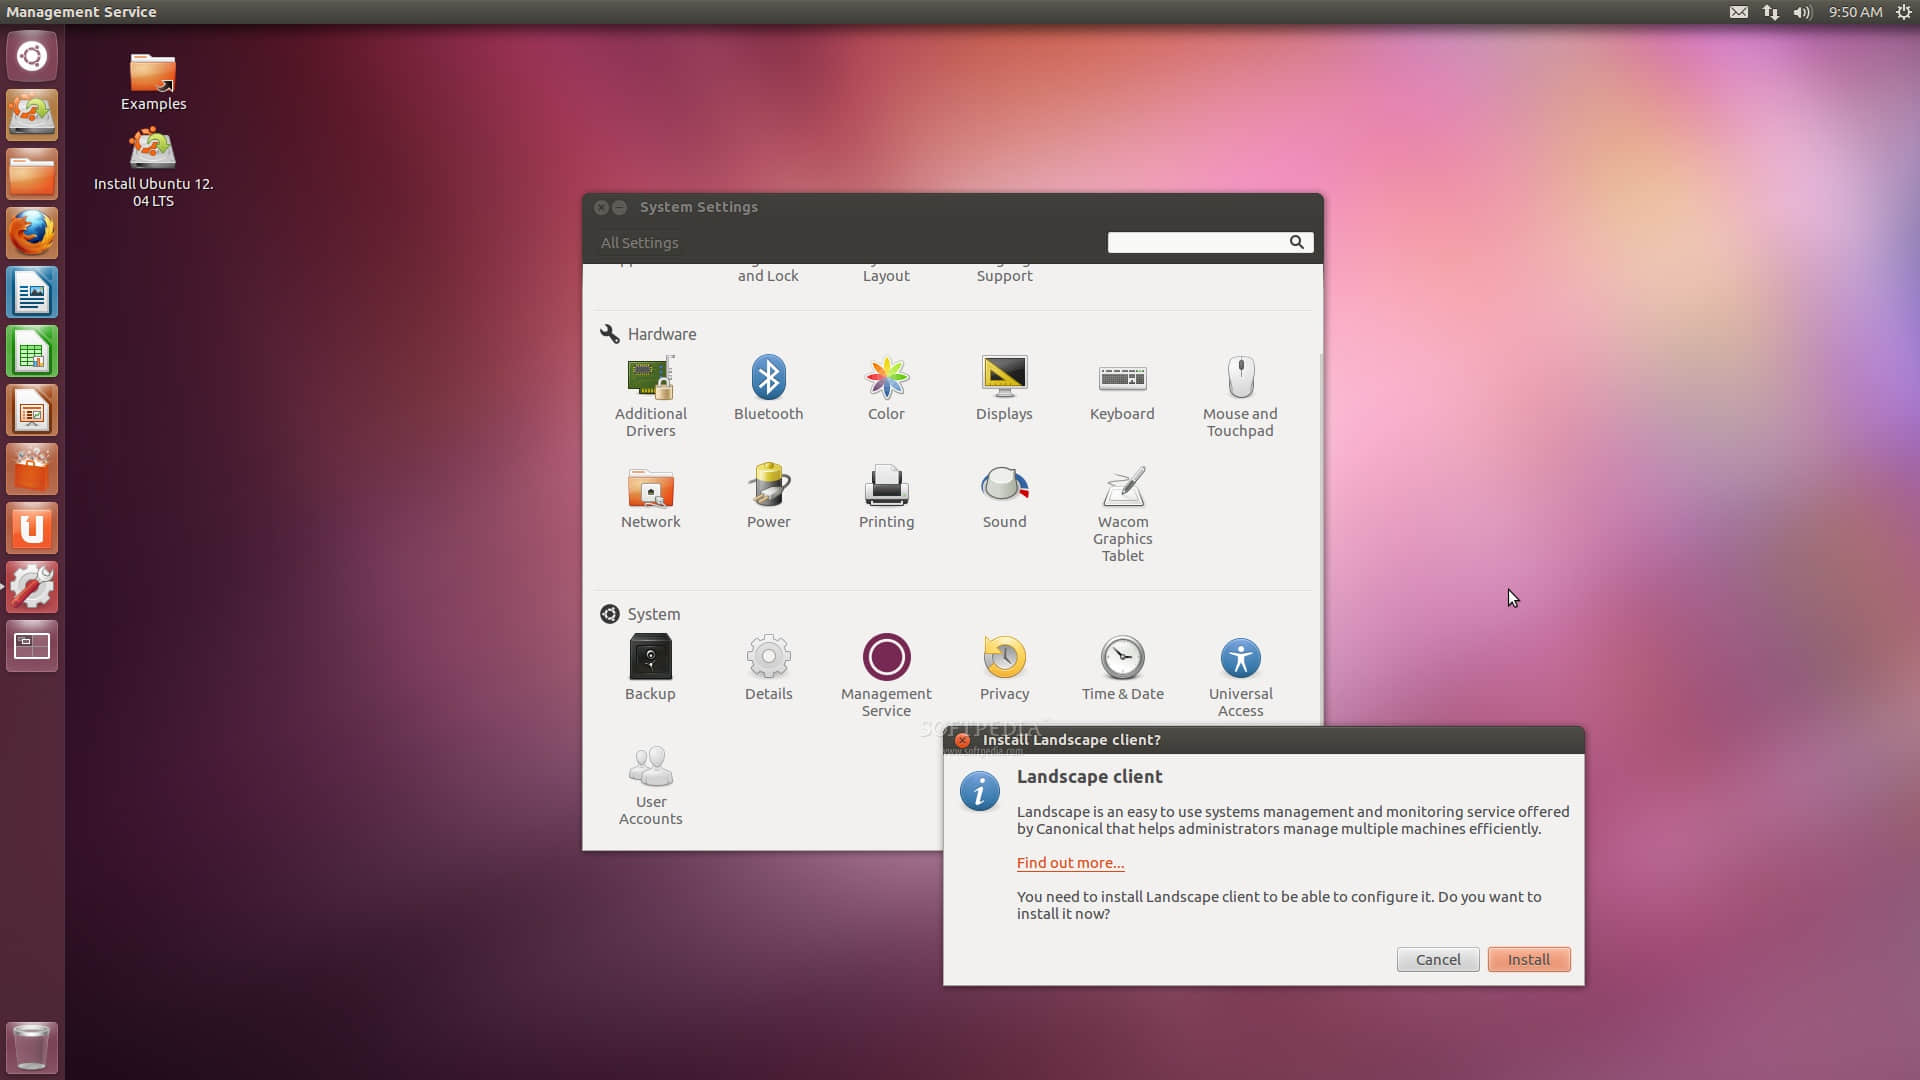 Management Service
9:50 AM
Examples
Install Ubuntu 12.
04 LTS
System Settings
All Settings
and Lock
Layout
Support
Hardware
Additional
Drivers
Bluetooth
Color
Displays
Keyboard
Mouse and
Touchpad
Network
Power
Printing
Sound
Wacom
Graphics
Tablet
System
Backup
Details
Management
Service
Privacy
Time & Date
Universal
Access
User
Accounts
SOFTPEDIA
www.softpedia.com
Install Landscape client?
Landscape client
Landscape is an easy to use systems management and monitoring service offered
by Canonical that helps administrators manage multiple machines efficiently.
Find out more...
You need to install Landscape client to be able to configure it. Do you want to
install it now?
Cancel
Install